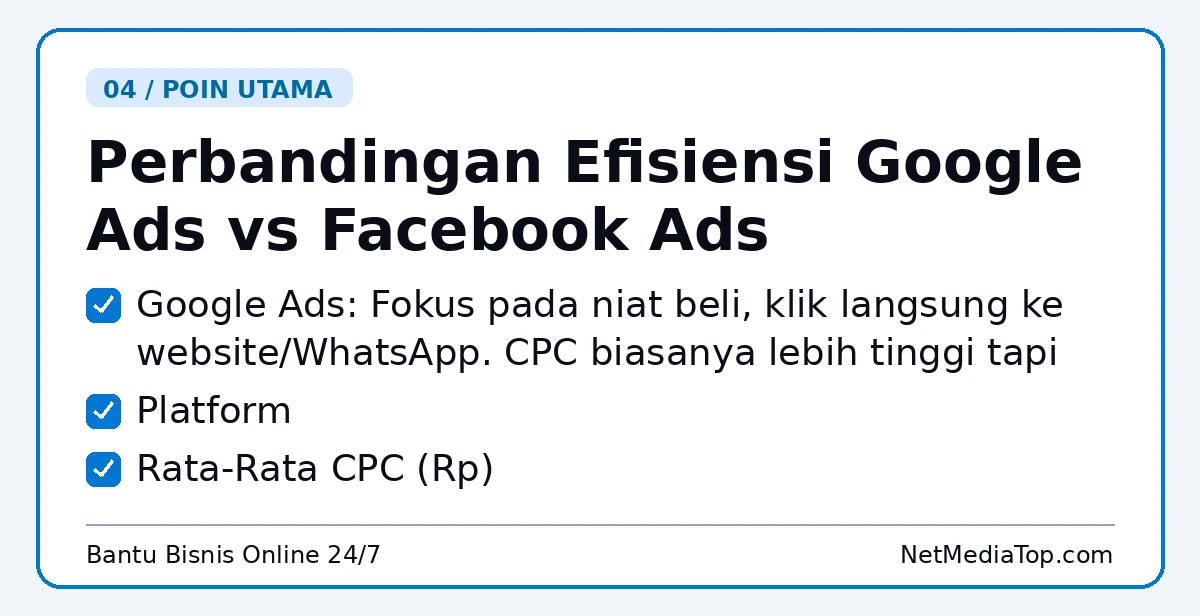 04 / POIN UTAMA
Perbandingan Efisiensi Google
Ads vs Facebook Ads
Google Ads: Fokus pada niat beli, klik langsung ke
website/WhatsApp. CPC biasanya lebih tinggi tapi
Platform
Rata-Rata CPC (Rp)
Bantu Bisnis Online 24/7
NetMediaTop.com